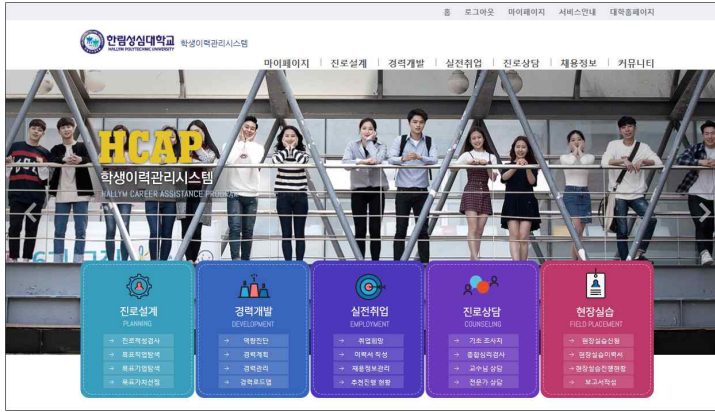 홈 로그아웃 마이페이지 서비스안내 대학홈페이지
한림성심대학교 학생이력관리시스템
HALLYM POLYTECHNIC UNIVERSITY
마이페이지 | 진로설계 | 경력개발 | 실전취업 | 진로상담 | 채용정보 | 커뮤니티
HCAP
학생이력관리시스템
HALLYM CAREER ASSISTANCE PROGRAM
진로설계
PLANNING
→ 진로적성검사
→ 목표직업탐색
→ 목표기업탐색
→ 목표가치선정
경력개발
DEVELOPMENT
→ 역량진단
→ 경력계획
→ 경력관리
→ 경력로드맵
실전취업
EMPLOYMENT
→ 취업희망
→ 이력서 작성
→ 채용정보관리
→ 추천진행 현황
진로상담
COUNSELING
→ 기초 조사지
→ 종합심리검사
→ 교수님 상담
→ 전문가 상담
현장실습
FIELD PLACEMENT
→ 현장실습신청
→ 현장실습이력서
→ 현장실습진행현황
→ 보고서작성